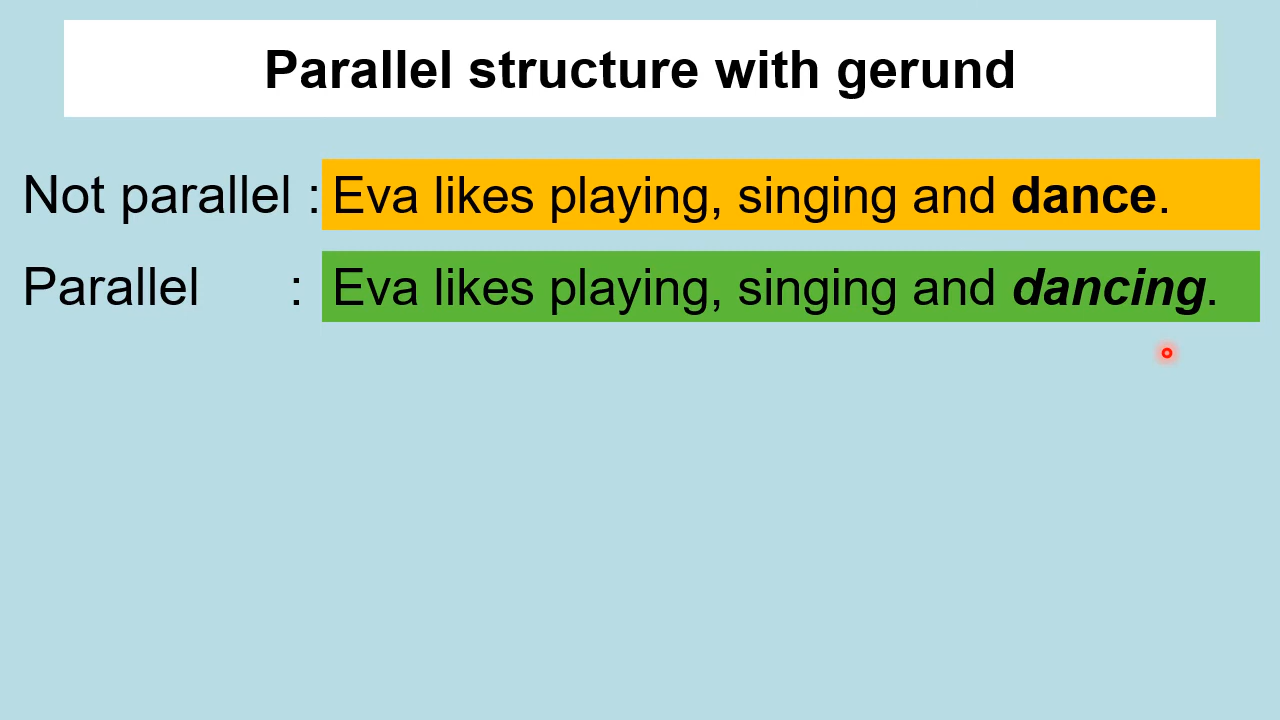 Parallel structure with gerund
Not parallel : Eva likes playing, singing and dance.
Parallel : Eva likes playing, singing and dancing.